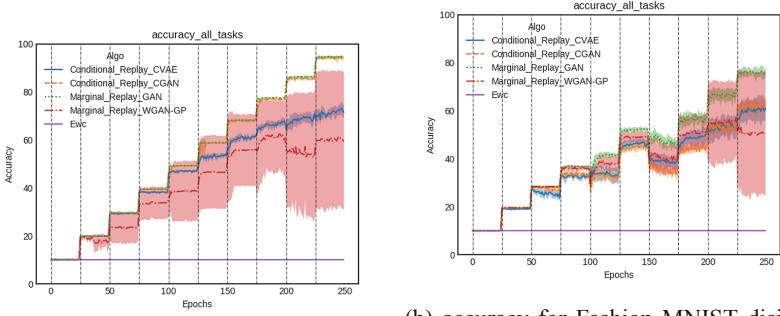 accuracy_all_tasks
Algo
Conditional_Replay_CVAE
Conditional_Replay_CGAN
Marginal_Replay_GAN
Marginal_Replay_WGAN-GP
Ewc
Accuracy
100
80
60
40
20
0
0 50 100 150 200 250
Epochs
accuracy_all_tasks
Algo
Conditional_Replay_CVAE
Conditional_Replay_CGAN
Marginal_Replay_GAN
Marginal_Replay_WGAN-GP
Ewc
Accuracy
100
80
60
40
20
0
0 50 100 150 200 250
Epochs
(b) accuracy for Fashion MNIST